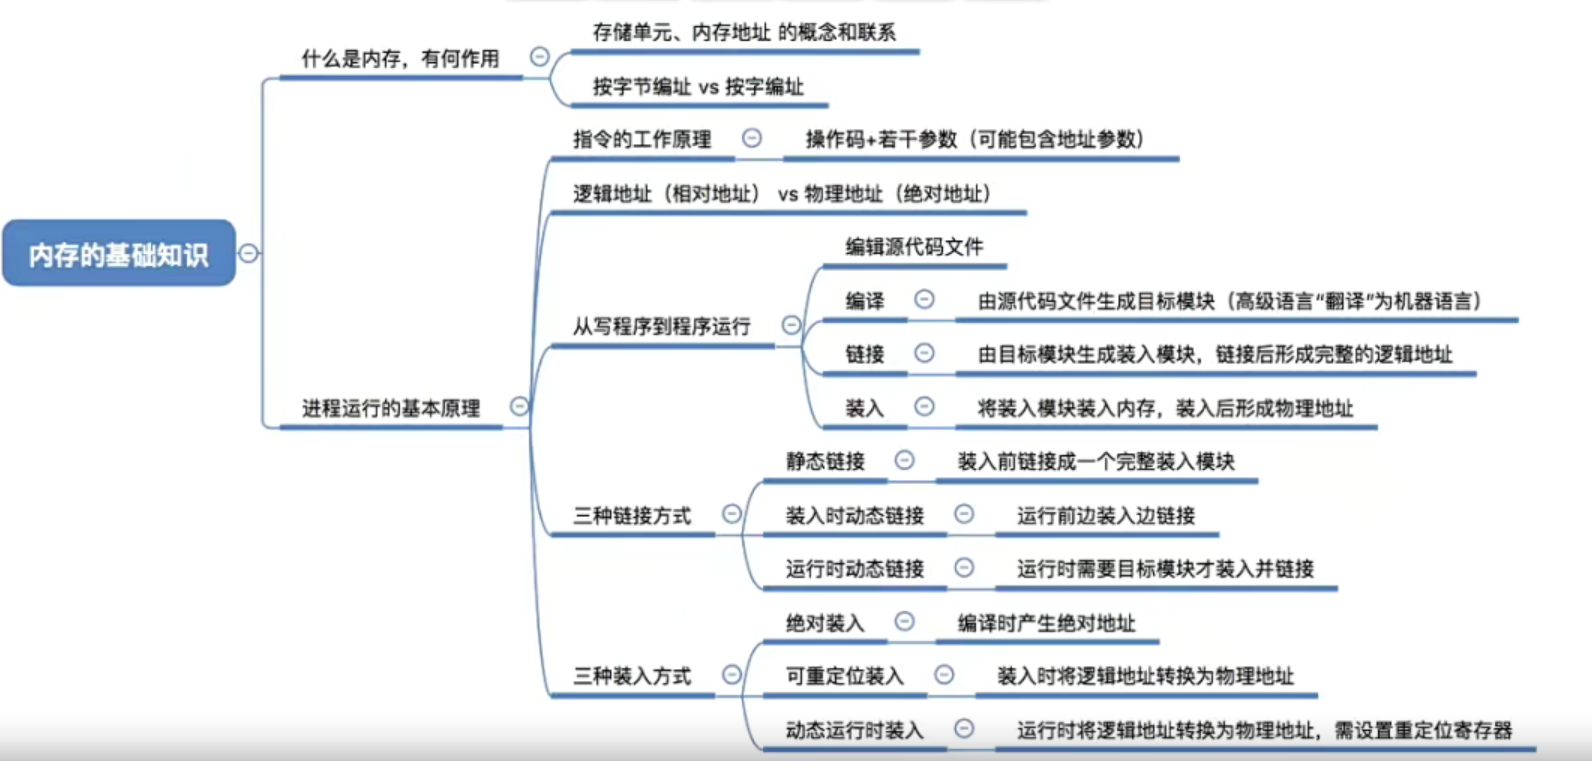 内存的基础知识
什么是内存，有何作用
存储单元、内存地址 的概念和联系
按字节编址 vs 按字编址
进程运行的基本原理
指令的工作原理
操作码+若干参数（可能包含地址参数）
逻辑地址（相对地址） vs 物理地址（绝对地址）
从写程序到程序运行
编辑源代码文件
编译
由源代码文件生成目标模块（高级语言“翻译”为机器语言）
链接
由目标模块生成装入模块，链接后形成完整的逻辑地址
装入
将装入模块装入内存，装入后形成物理地址
三种链接方式
静态链接
装入前链接成一个完整装入模块
装入时动态链接
运行前边装入边链接
运行时动态链接
运行时需要目标模块才装入并链接
三种装入方式
绝对装入
编译时产生绝对地址
可重定位装入
装入时将逻辑地址转换为物理地址
动态运行时装入
运行时将逻辑地址转换为物理地址，需设置重定位寄存器